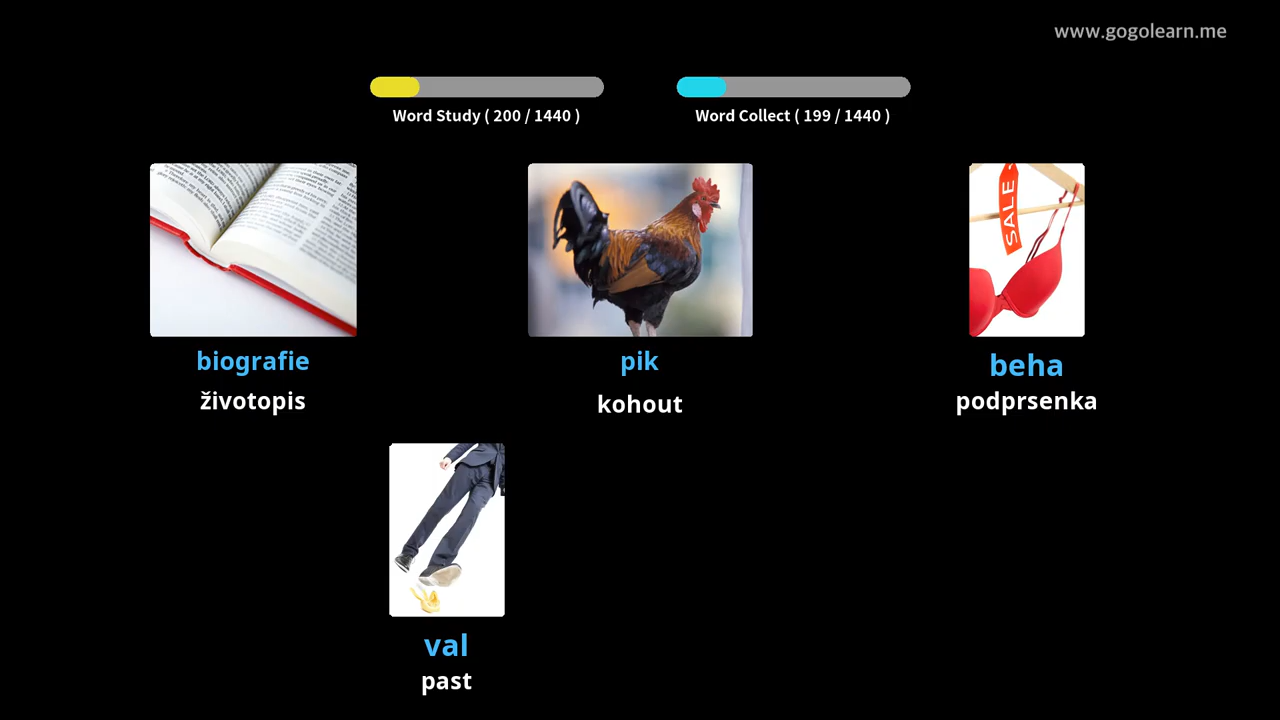 www.gogolearn.me
Word Study ( 200 / 1440 )
Word Collect ( 199 / 1440 )
SALE
biografie
pik
beha
životopis
kohout
podprsenka
val
past